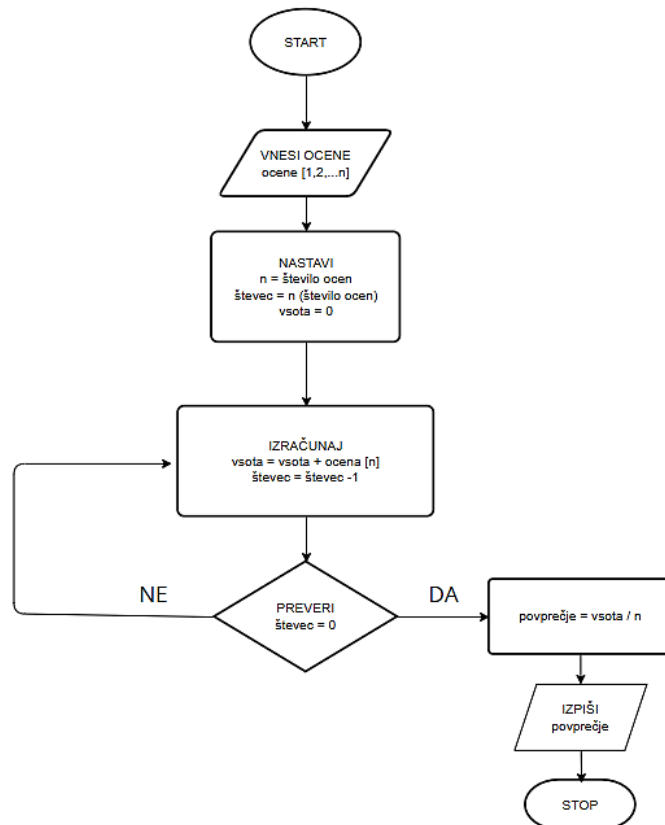 START
VNESI OCENE
ocene [1,2,...n]
NASTAVI
n = število ocen
števec = n (število ocen)
vsota = 0
IZRAČUNAJ
vsota = vsota + ocena [n]
števec = števec -1
NE
PREVERI
števec = 0
DA
povprečje = vsota / n
IZPIŠI
povprečje
STOP